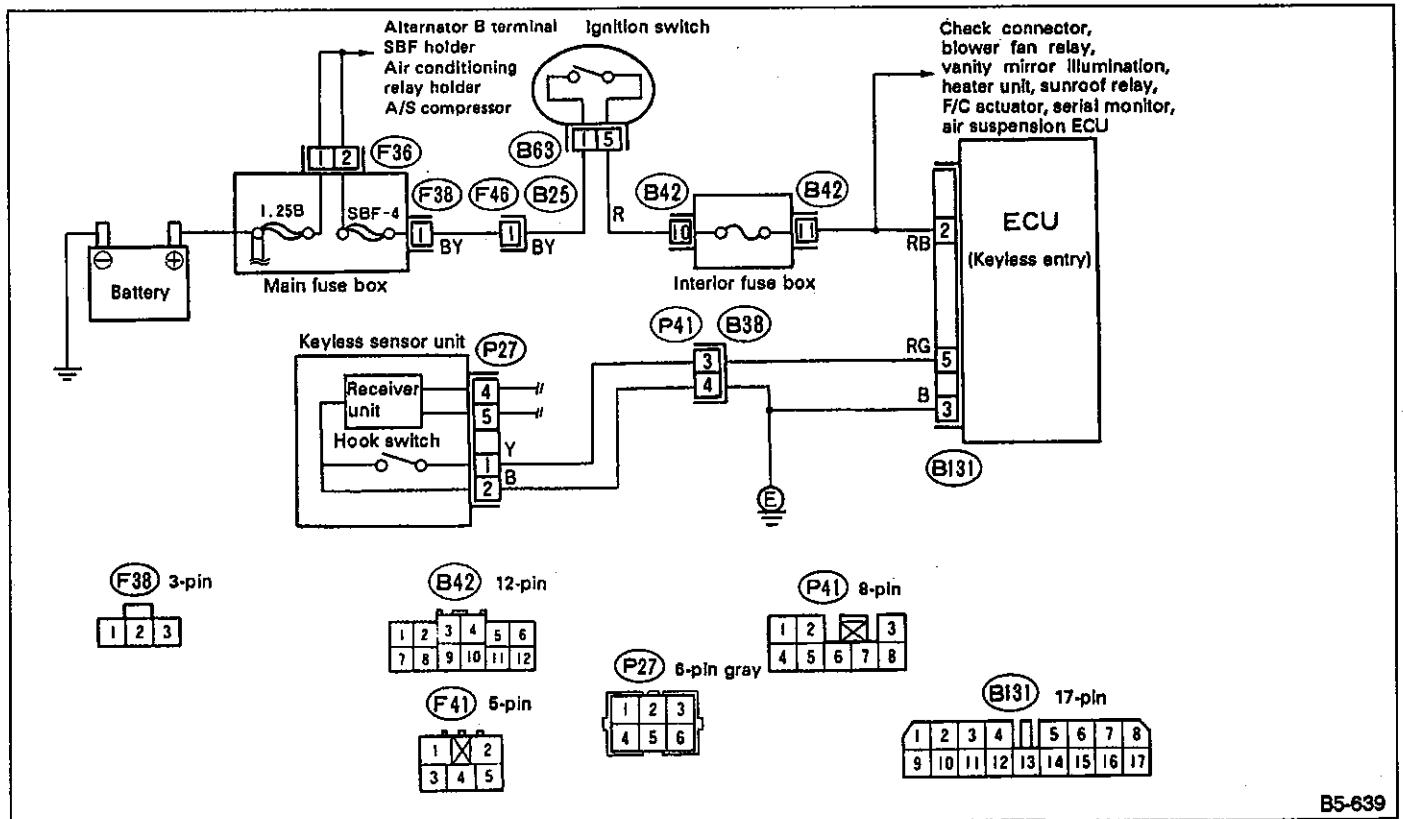 Alternator B terminal
SBF holder
Air conditioning
relay holder
A/S compressor
Ignition switch
Check connector,
blower fan relay,
vanity mirror illumination,
heater unit, sunroof relay,
F/C actuator, serial monitor,
air suspension ECU
1 2
F36
B63
1 5
F38
F46
B25
B42
B42
1.25B
SBF-4
1
BY
1
BY
R
10
11
RB
2
ECU
(Keyless entry)
Battery
Main fuse box
Interior fuse box
Keyless sensor unit
P27
P41
B38
RG
5
3
4
B
3
Receiver
unit
4
5
Hook switch
Y
1
B
2
B131
E
F38 3-pin
1 2 3
B42 12-pin
1 2 3 4 5 6
7 8 9 10 11 12
P41 8-pin
1 2 3
4 5 6 7 8
F41 5-pin
1 2
3 4 5
P27 6-pin gray
1 2 3
4 5 6
B131 17-pin
1 2 3 4 5 6 7 8
9 10 11 12 13 14 15 16 17
B5-639